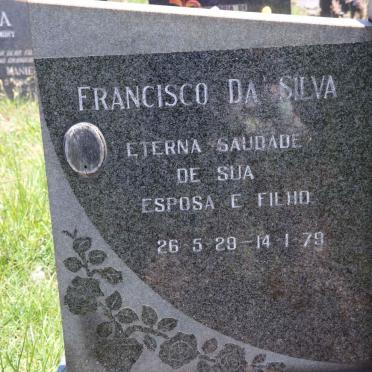 FRANCISCO DA SILVA
ETERNA SAUDADE
DE SUA
ESPOSA E FILHO
26-5-29-14-1-79